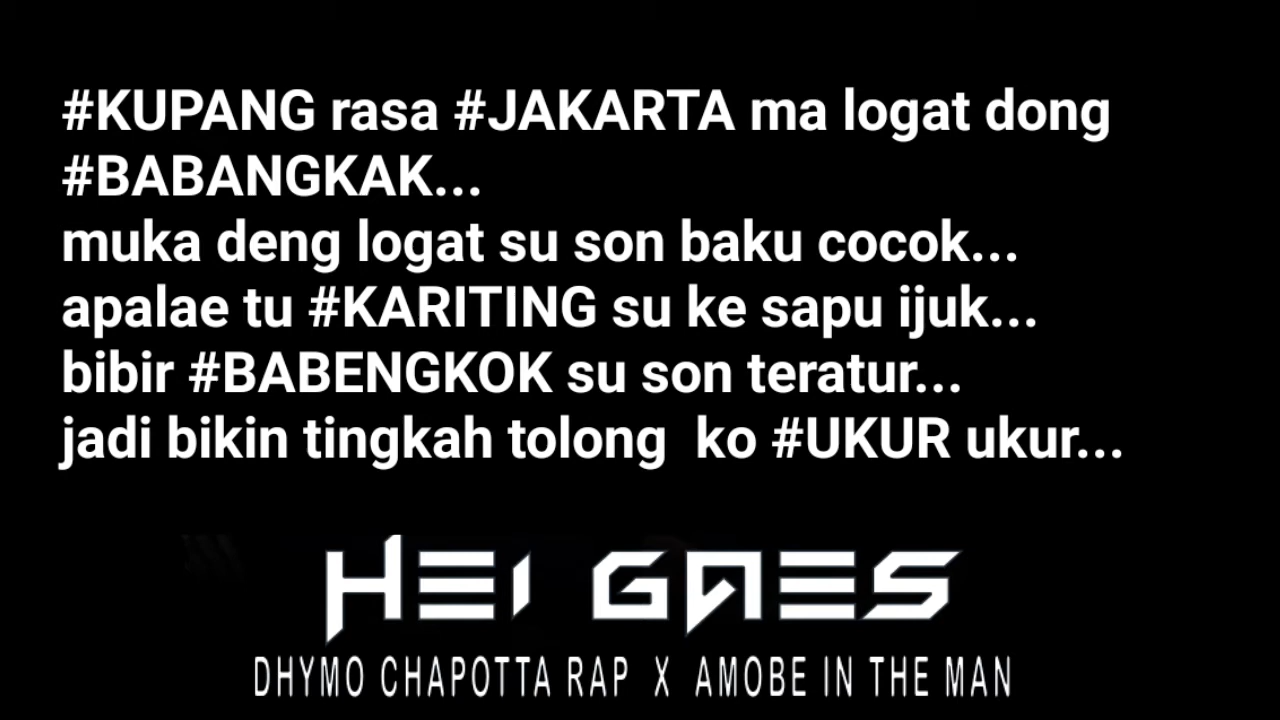 #KUPANG rasa #JAKARTA ma logat dong
#BABANGKAK...
muka deng logat su son baku cocok...
apalae tu #KARITING su ke sapu ijuk...
bibir #BABENGKOK su son teratur...
jadi bikin tingkah tolong  ko #UKUR ukur...
HEI GAES
DHYMO CHAPOTTA RAP X AMOBE IN THE MAN